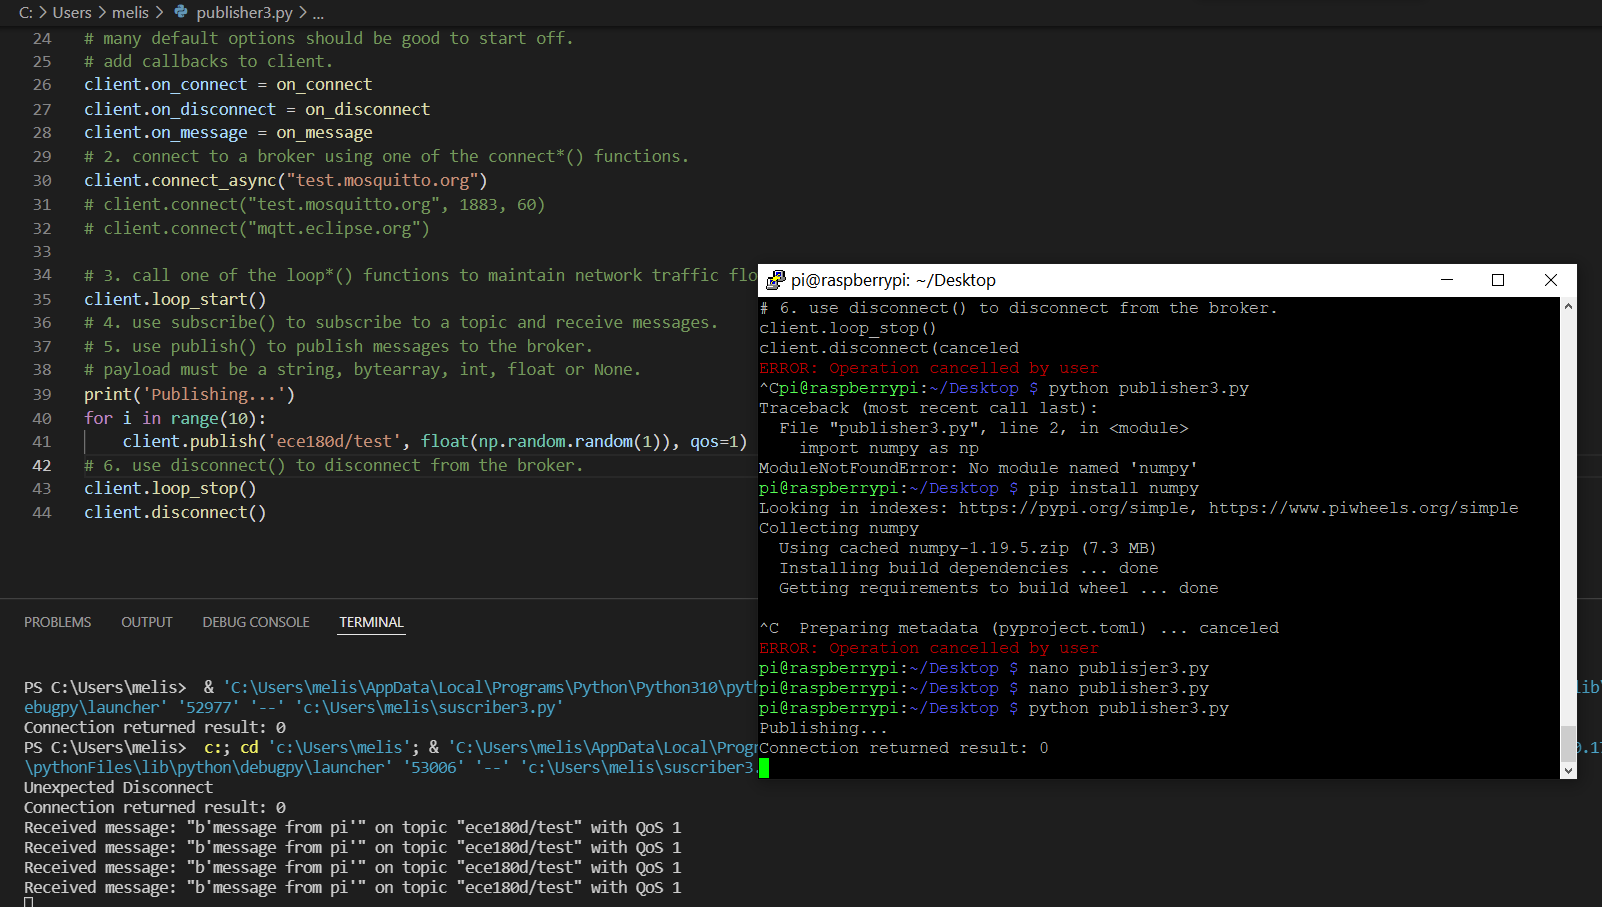 C: > Users > melis > publisher3.py > ...
24 # many default options should be good to start off.
25 # add callbacks to client.
26 client.on_connect = on_connect
27 client.on_disconnect = on_disconnect
28 client.on_message = on_message
29 # 2. connect to a broker using one of the connect*() functions.
30 client.connect_async("test.mosquitto.org")
31 # client.connect("test.mosquitto.org", 1883, 60)
32 # client.connect("mqtt.eclipse.org")
33
34 # 3. call one of the loop*() functions to maintain network traffic flo
35 client.loop_start()
36 # 4. use subscribe() to subscribe to a topic and receive messages.
37 # 5. use publish() to publish messages to the broker.
38 # payload must be a string, bytearray, int, float or None.
39 print('Publishing...')
40 for i in range(10):
41     client.publish('ece180d/test', float(np.random.random(1)), qos=1)
42 # 6. use disconnect() to disconnect from the broker.
43 client.loop_stop()
44 client.disconnect()
PROBLEMS OUTPUT DEBUG CONSOLE TERMINAL
PS C:\Users\melis>  & 'C:\Users\melis\AppData\Local\Programs\Python\Python310\pyth lib\
ebugpy\launcher' '52977' '--' 'c:\Users\melis\suscriber3.py'
Connection returned result: 0
PS C:\Users\melis>  c:; cd 'c:\Users\melis'; & 'C:\Users\melis\AppData\Local\Progr 0.17
\pythonFiles\lib\python\debugpy\launcher' '53006' '--' 'c:\Users\melis\suscriber3.
Unexpected Disconnect
Connection returned result: 0
Received message: "b'message from pi'" on topic "ece180d/test" with QoS 1
Received message: "b'message from pi'" on topic "ece180d/test" with QoS 1
Received message: "b'message from pi'" on topic "ece180d/test" with QoS 1
Received message: "b'message from pi'" on topic "ece180d/test" with QoS 1
pi@raspberrypi: ~/Desktop
# 6. use disconnect() to disconnect from the broker.
client.loop_stop()
client.disconnect(canceled
ERROR: Operation cancelled by user
^Cpi@raspberrypi:~/Desktop $ python publisher3.py
Traceback (most recent call last):
  File "publisher3.py", line 2, in <module>
    import numpy as np
ModuleNotFoundError: No module named 'numpy'
pi@raspberrypi:~/Desktop $ pip install numpy
Looking in indexes: https://pypi.org/simple, https://www.piwheels.org/simple
Collecting numpy
  Using cached numpy-1.19.5.zip (7.3 MB)
  Installing build dependencies ... done
  Getting requirements to build wheel ... done
^C  Preparing metadata (pyproject.toml) ... canceled
ERROR: Operation cancelled by user
pi@raspberrypi:~/Desktop $ nano publisjer3.py
pi@raspberrypi:~/Desktop $ nano publisher3.py
pi@raspberrypi:~/Desktop $ python publisher3.py
Publishing...
Connection returned result: 0